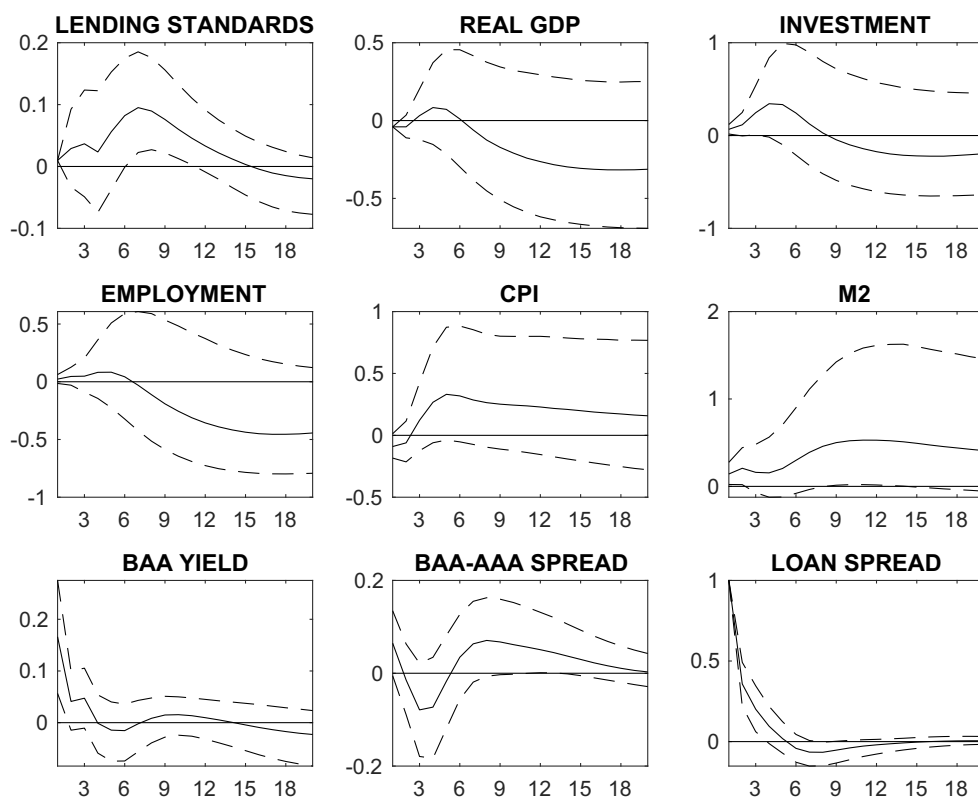 LENDING STANDARDS
0.2
0.1
0
-0.1
3 6 9 12 15 18
REAL GDP
0.5
0
-0.5
3 6 9 12 15 18
INVESTMENT
1
0
-1
3 6 9 12 15 18
EMPLOYMENT
0.5
0
-0.5
-1
3 6 9 12 15 18
CPI
1
0.5
0
-0.5
3 6 9 12 15 18
M2
2
1
0
3 6 9 12 15 18
BAA YIELD
0.2
0.1
0
3 6 9 12 15 18
BAA-AAA SPREAD
0.2
0
-0.2
3 6 9 12 15 18
LOAN SPREAD
1
0.5
0
3 6 9 12 15 18